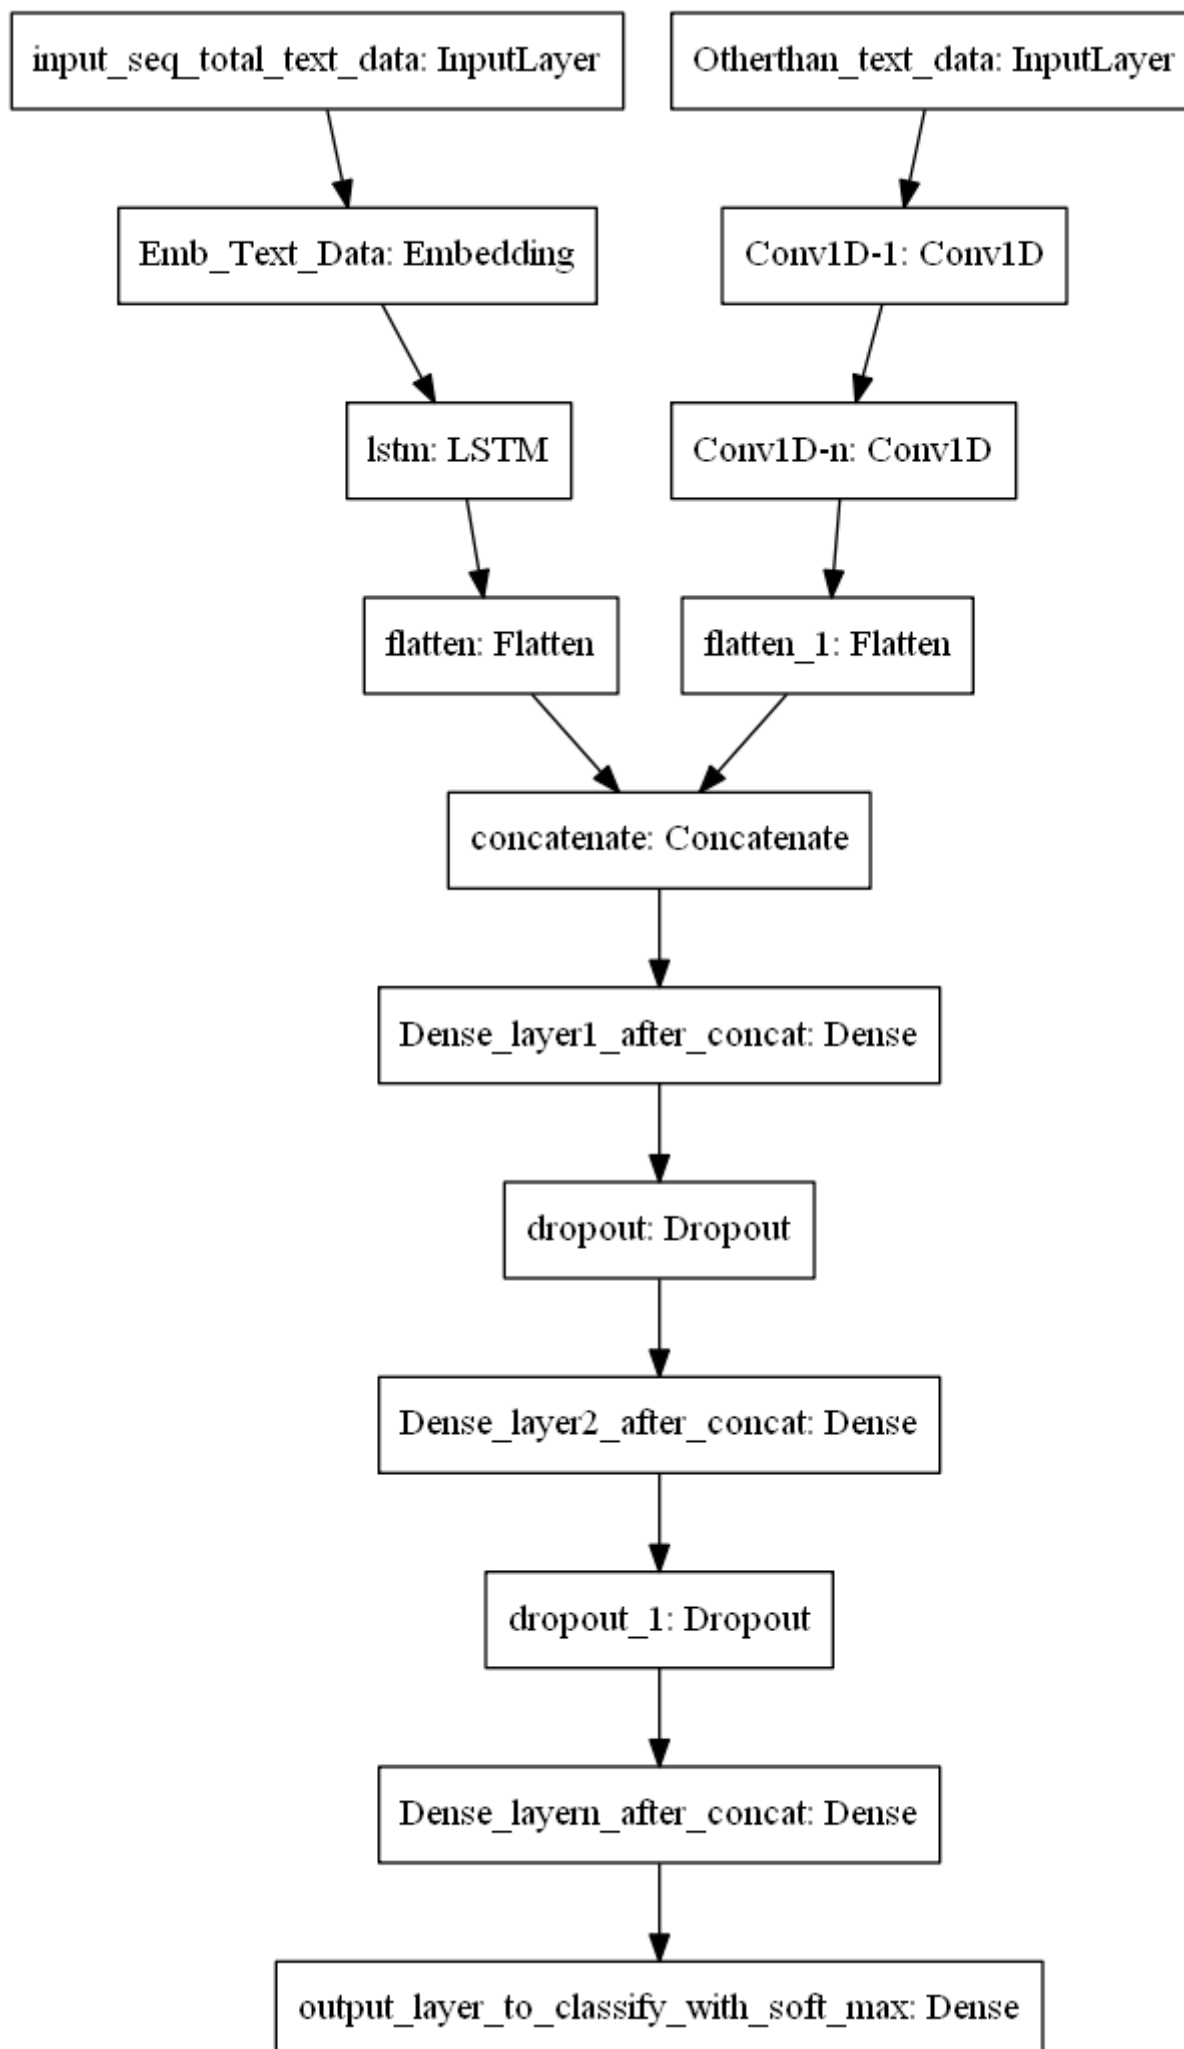 input_seq_total_text_data: InputLayer
Otherthan_text_data: InputLayer
Emb_Text_Data: Embedding
Conv1D-1: Conv1D
lstm: LSTM
Conv1D-n: Conv1D
flatten: Flatten
flatten_1: Flatten
concatenate: Concatenate
Dense_layer1_after_concat: Dense
dropout: Dropout
Dense_layer2_after_concat: Dense
dropout_1: Dropout
Dense_layern_after_concat: Dense
output_layer_to_classify_with_soft_max: Dense